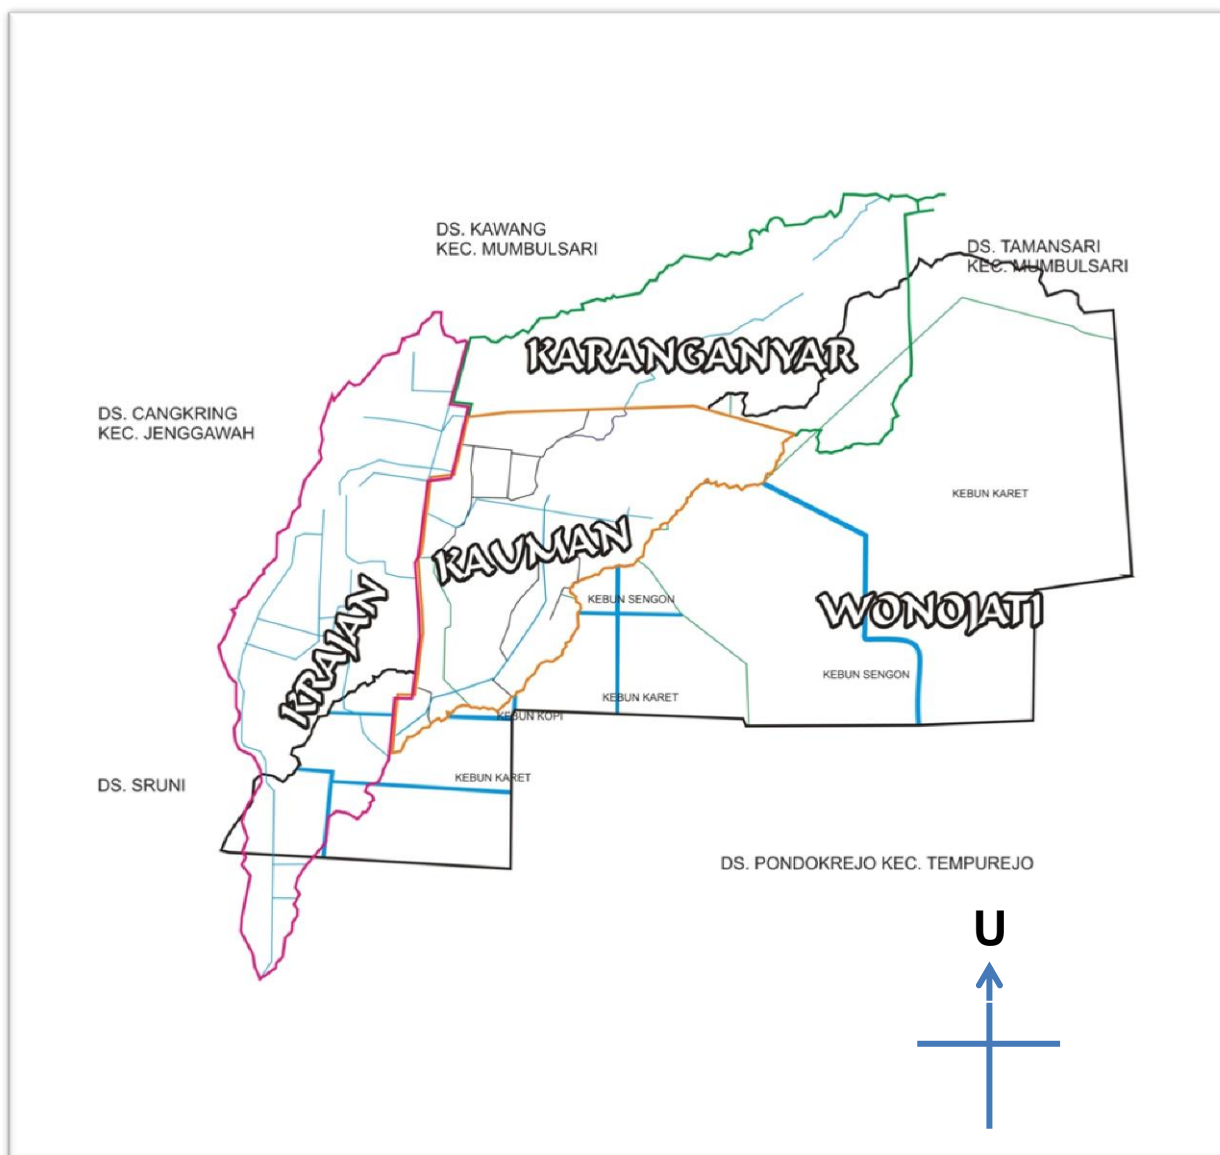 DS. KAWANG
KEC. MUMBULSARI
DS. TAMANSARI
KEC. MUMBULSARI
KARANGANYAR
DS. CANGKRING
KEC. JENGGAWAH
KEBUN KARET
KAUMAN
KEBUN SENGON
WONOJATI
KRAJAN
KEBUN SENGON
KEBUN KARET
KEBUN KOPI
KEBUN KARET
DS. SRUNI
DS. PONDOKREJO KEC. TEMPUREJO
U